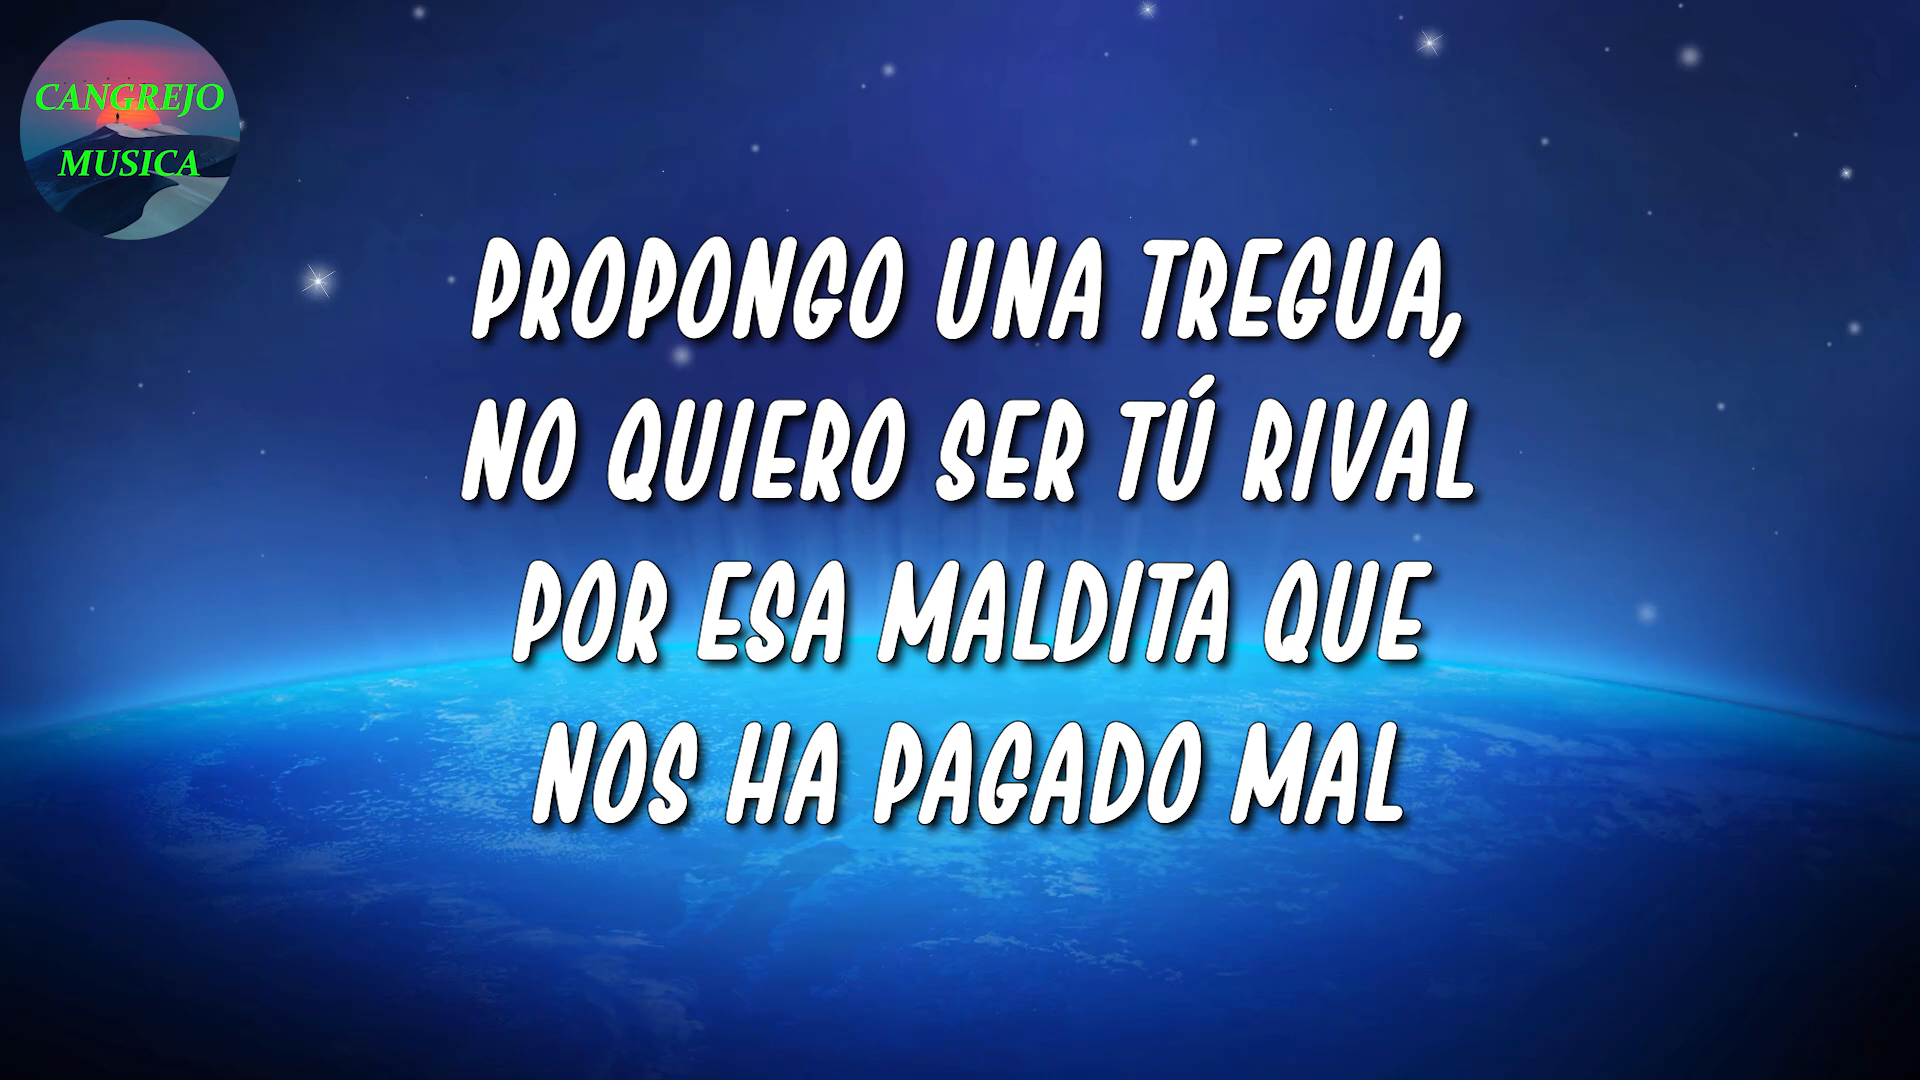 CANGREJO
MUSICA
PROPONGO UNA TREGUA,
NO QUIERO SER TÚ RIVAL
POR ESA MALDITA QUE
NOS HA PAGADO MAL